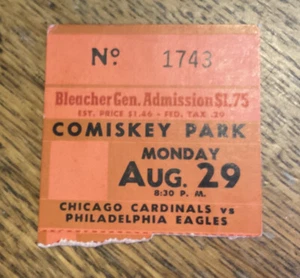 No. 1743
Bleacher Gen. Admission $1.75
EST. PRICE $1.46 - FED. TAX .29
COMISKEY PARK
MONDAY
AUG. 29
8:30 P. M.
CHICAGO CARDINALS vs
PHILADELPHIA EAGLES